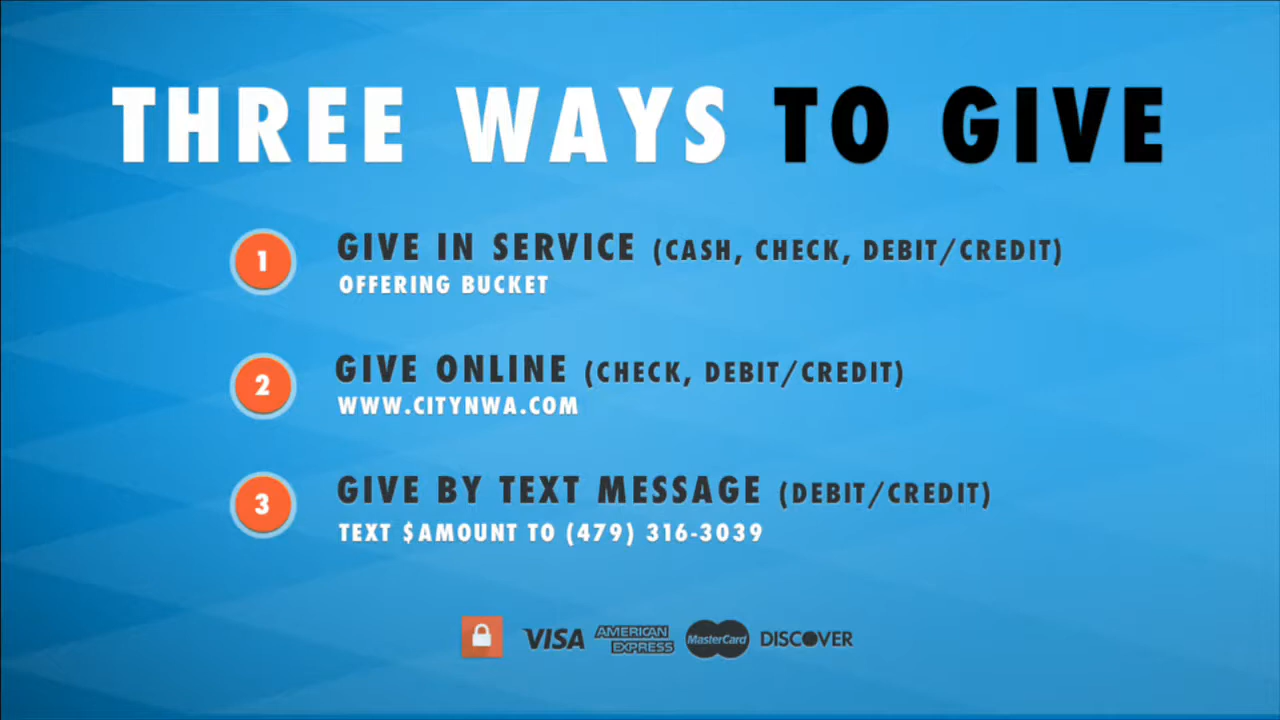 THREE WAYS TO GIVE
1
GIVE IN SERVICE (CASH, CHECK, DEBIT/CREDIT)
OFFERING BUCKET
2
GIVE ONLINE (CHECK, DEBIT/CREDIT)
WWW.CITYNWA.COM
3
GIVE BY TEXT MESSAGE (DEBIT/CREDIT)
TEXT $AMOUNT TO (479) 316-3039
VISA AMERICAN EXPRESS MasterCard DISCOVER